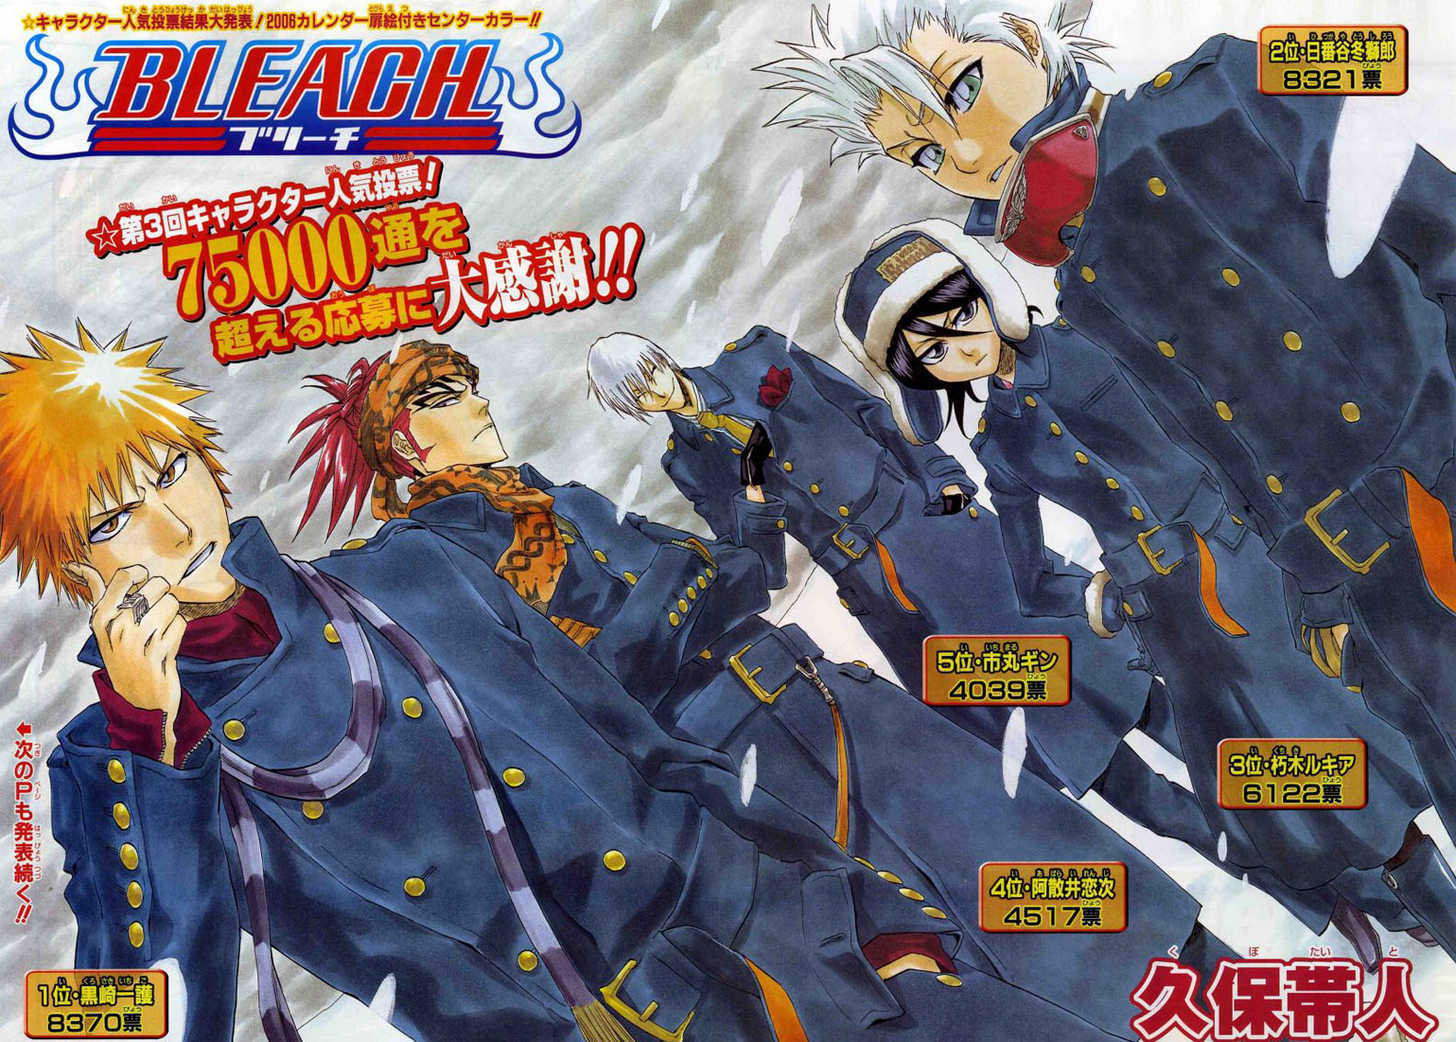 ☆キャラクター人気投票結果大発表!2006カレンダー扉絵付きセンターカラー!!
BLEACH
ブリーチ
☆第3回キャラクター人気投票!
75000通を
超える応募に大感謝!!
2位・日番谷冬獅郎
8321票
5位・市丸ギン
4039票
3位・朽木ルキア
6122票
4位・阿散井恋次
4517票
←次のPも発表続く!!
1位・黒崎一護
8370票
久保帯人